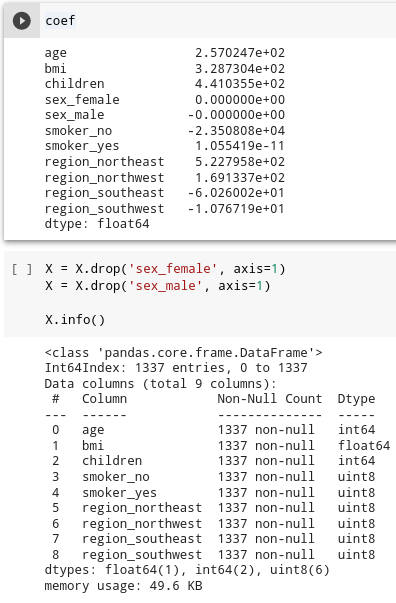 coef
age 2.570247e+02
bmi 3.287304e+02
children 4.410355e+02
sex_female 0.000000e+00
sex_male -0.000000e+00
smoker_no -2.350808e+04
smoker_yes 1.055419e-11
region_northeast 5.227958e+02
region_northwest 1.691337e+02
region_southeast -6.026002e+01
region_southwest -1.076719e+01
dtype: float64
[ ] X = X.drop('sex_female', axis=1)
X = X.drop('sex_male', axis=1)
X.info()
<class 'pandas.core.frame.DataFrame'>
Int64Index: 1337 entries, 0 to 1337
Data columns (total 9 columns):
# Column Non-Null Count Dtype
--- ------ -------------- -----
0 age 1337 non-null int64
1 bmi 1337 non-null float64
2 children 1337 non-null int64
3 smoker_no 1337 non-null uint8
4 smoker_yes 1337 non-null uint8
5 region_northeast 1337 non-null uint8
6 region_northwest 1337 non-null uint8
7 region_southeast 1337 non-null uint8
8 region_southwest 1337 non-null uint8
dtypes: float64(1), int64(2), uint8(6)
memory usage: 49.6 KB